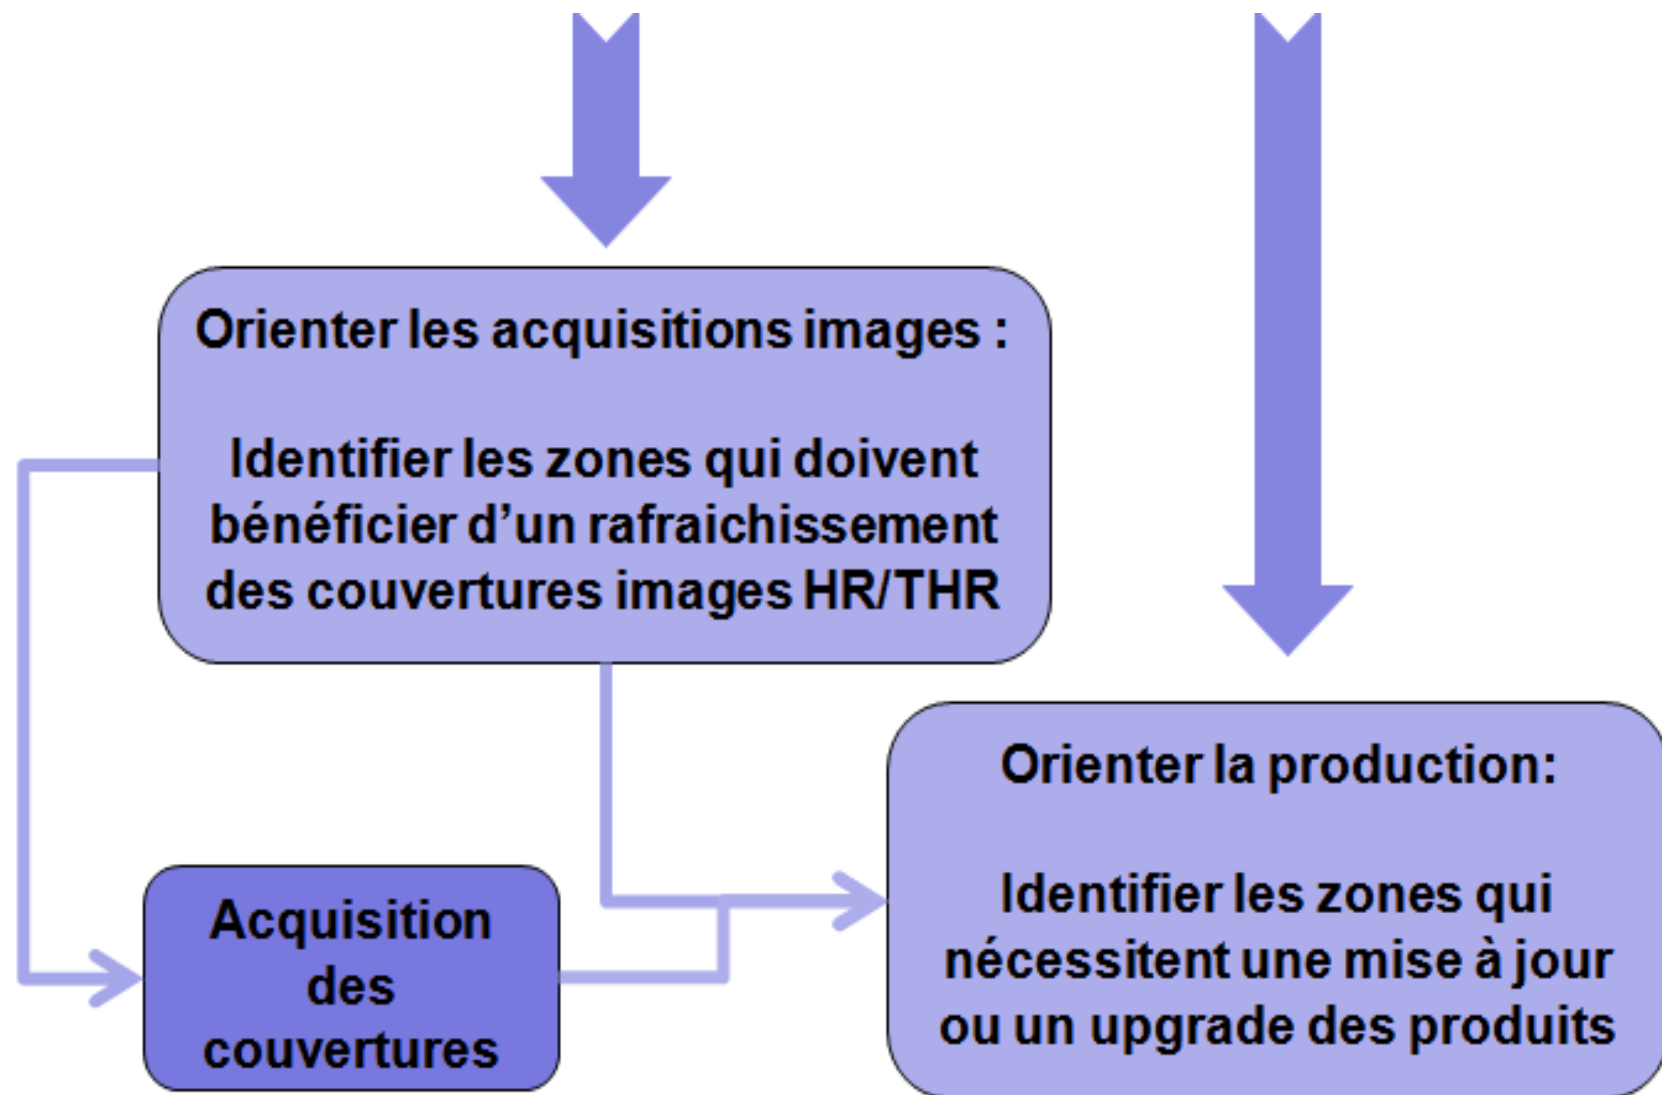 Orienter les acquisitions images :
Identifier les zones qui doivent
bénéficier d’un rafraichissement
des couvertures images HR/THR
Acquisition
des
couvertures
Orienter la production:
Identifier les zones qui
nécessitent une mise à jour
ou un upgrade des produits